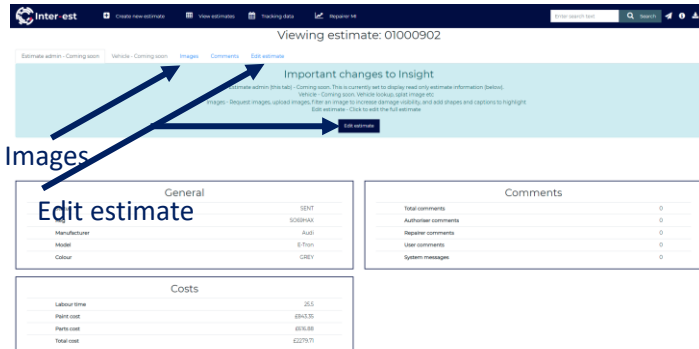 Inter-est Create new estimate View estimates Tracking data Repairer MI Enter search text Search
Viewing estimate: 01000902
Estimate admin - Coming soon Vehicle - Coming soon Images Comments Edit estimate
Important changes to Insight
Estimate admin (this tab) - Coming soon. This is currently set to display read only estimate information (below).
Vehicle - Coming soon. Vehicle lookup, splat image etc
Images - Request images, upload images, Filter an image to increase damage visibility, and add shapes and captions to highlight
Edit estimate - Click to edit the full estimate.
Edit estimate
Images
Edit estimate
General
SENT
SO69HAX
Manufacturer Audi
Model E-Tron
Colour GREY
Comments
Total comments 0
Authoriser comments 0
Repairer comments 0
User comments 0
System messages 0
Costs
Labour time 25.5
Paint cost £843.35
Parts cost £616.88
Total cost £2279.71